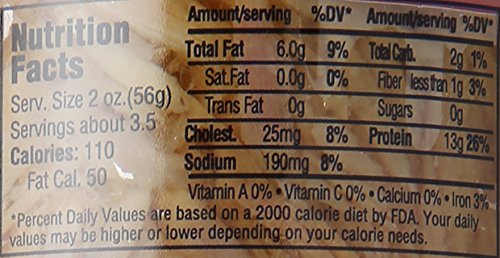 Nutrition
Facts
Serv. Size 2 oz.(56g)
Servings about 3.5
Calories: 110
Fat Cal. 50
Amount/serving %DV* Amount/serving %DV*
Total Fat 6.0g 9% Total Carb. 2g 1%
Sat.Fat 0.0g 0% Fiber less than 1g 3%
Trans Fat 0g Sugars 0g
Cholest. 25mg 8% Protein 13g 26%
Sodium 190mg 8%
Vitamin A 0% • Vitamin C 0% • Calcium 0% • Iron 3%
*Percent Daily Values are based on a 2000 calorie diet by FDA. Your daily
values may be higher or lower depending on your calorie needs.